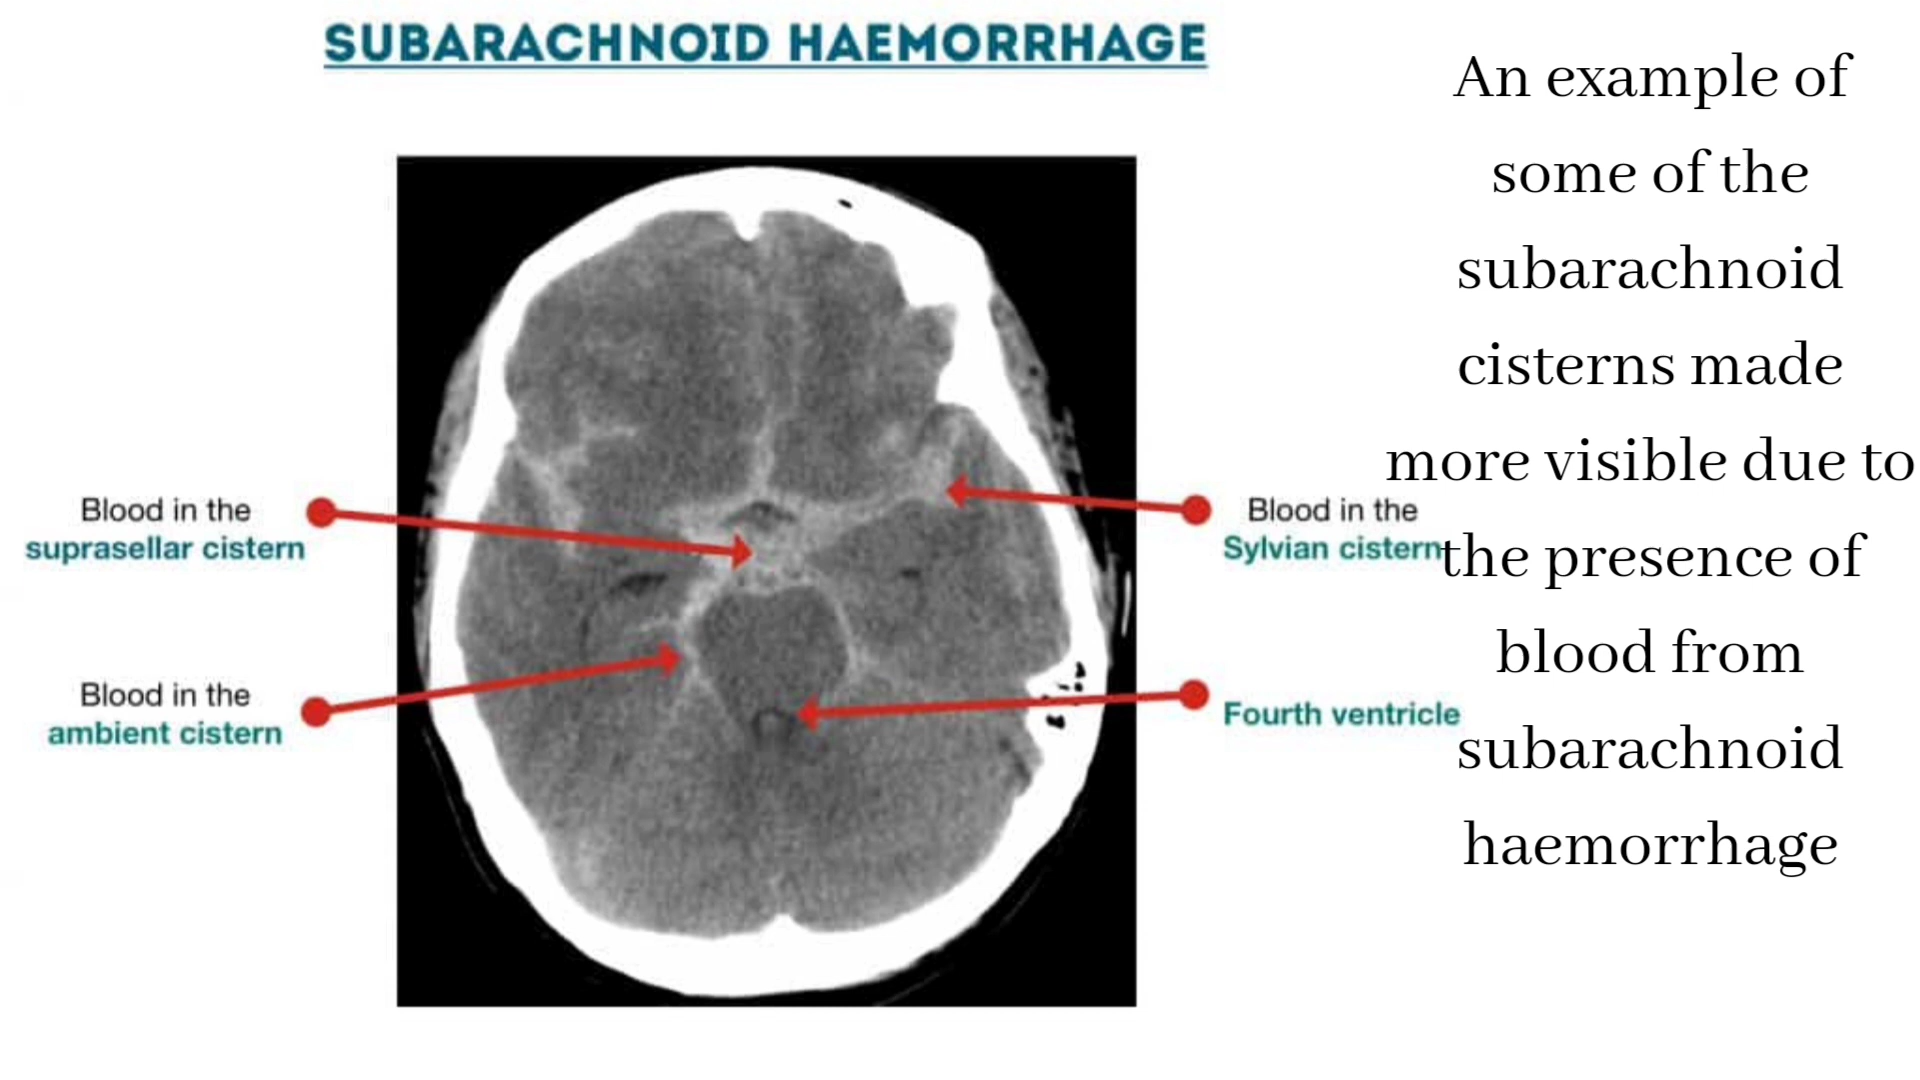 SUBARACHNOID HAEMORRHAGE
Blood in the
suprasellar cistern
Blood in the
ambient cistern
Blood in the
Sylvian cistern
Fourth ventricle
An example of
some of the
subarachnoid
cisterns made
more visible due to
the presence of
blood from
subarachnoid
haemorrhage